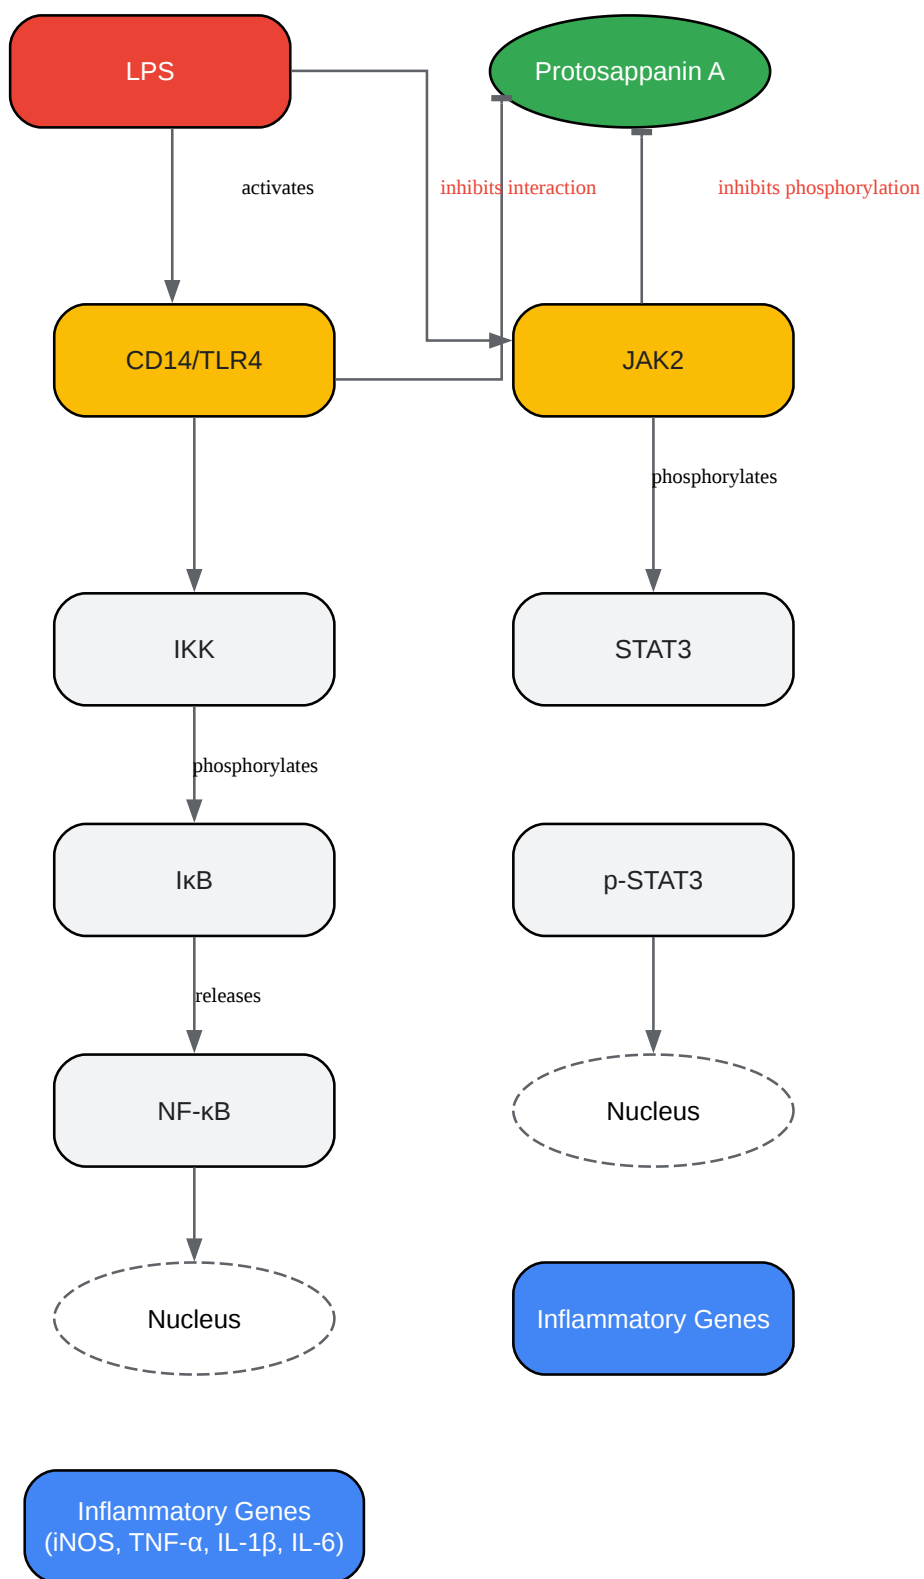 LPS
Protosappanin A
activates
inhibits interaction
inhibits phosphorylation
CD14/TLR4
JAK2
phosphorylates
IKK
STAT3
phosphorylates
IκB
p-STAT3
releases
NF-κB
Nucleus
Nucleus
Inflammatory Genes
Inflammatory Genes
(iNOS, TNF-α, IL-1β, IL-6)